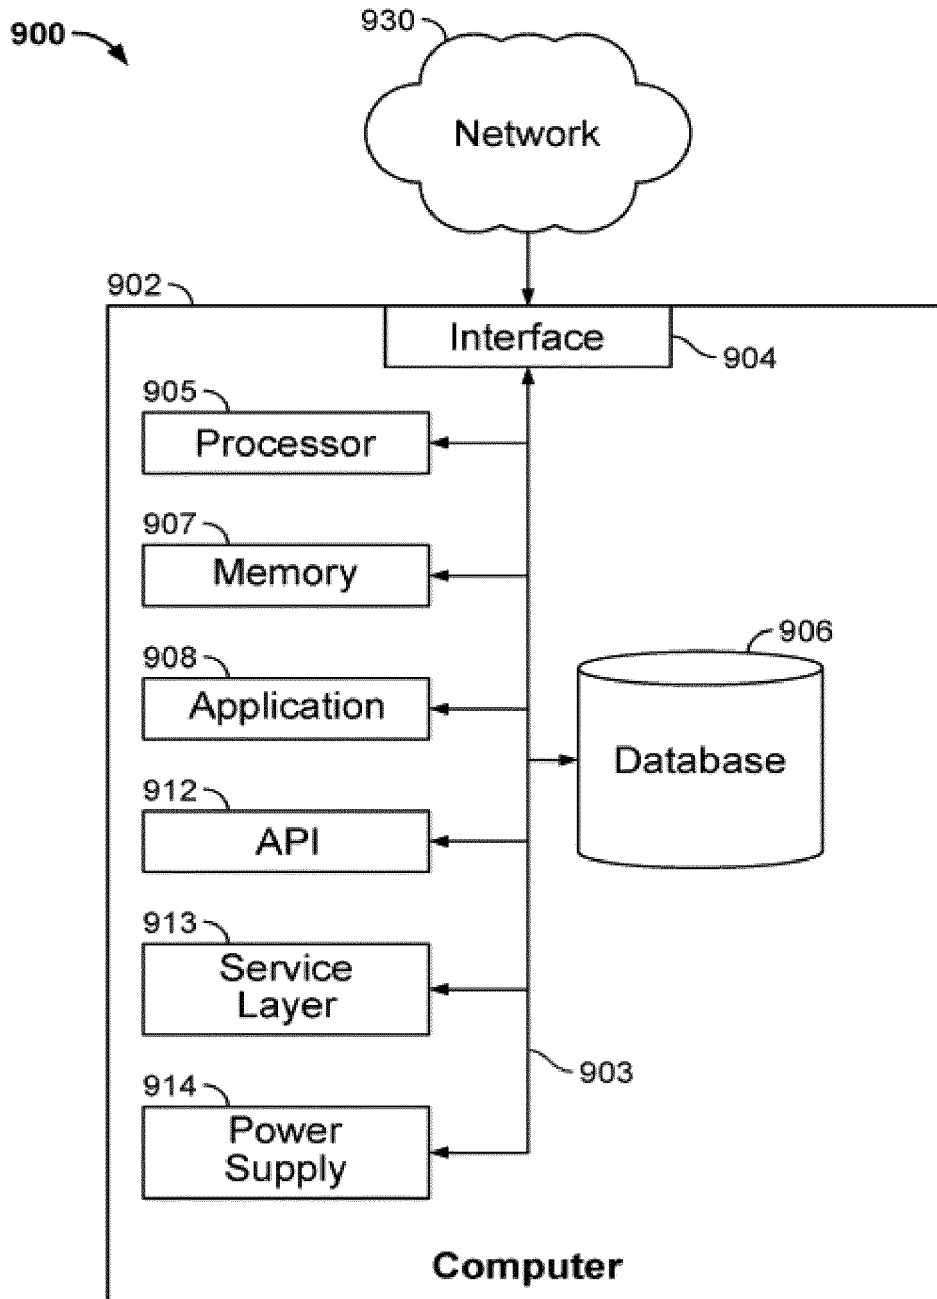 900
930
Network
902
Interface
904
905
Processor
907
Memory
908
Application
906
Database
912
API
913
Service
Layer
903
914
Power
Supply
Computer